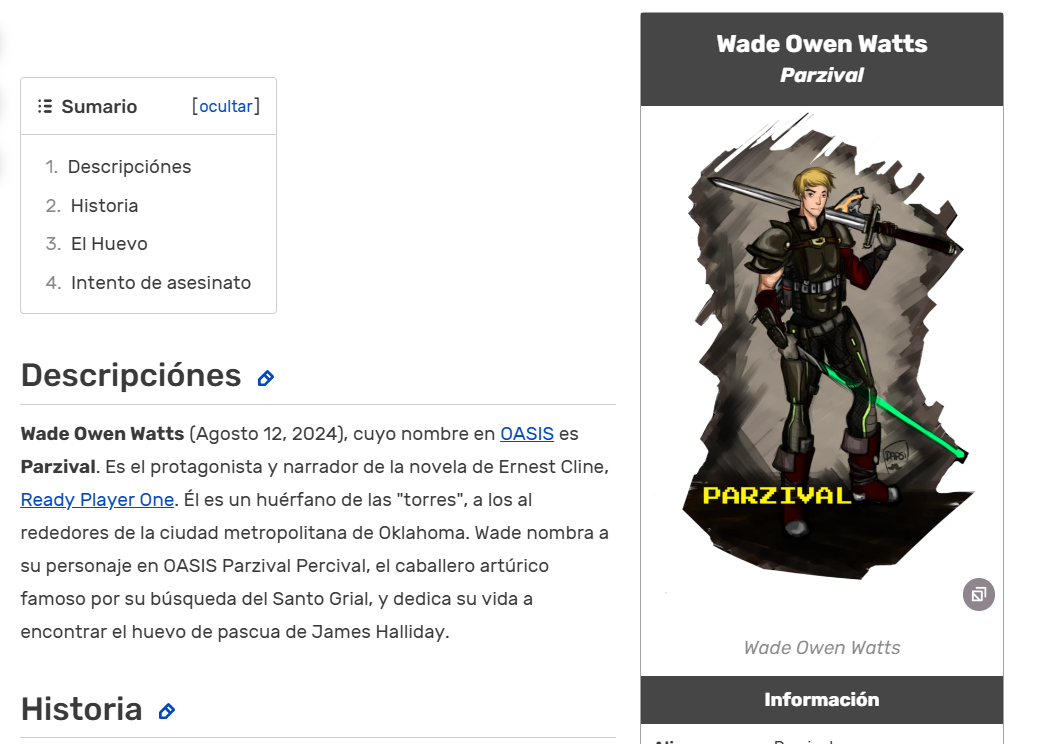 Sumario [ocultar]
1. Descripciónes
2. Historia
3. El Huevo
4. Intento de asesinato
Descripciónes
Wade Owen Watts (Agosto 12, 2024), cuyo nombre en OASIS es
Parzival. Es el protagonista y narrador de la novela de Ernest Cline,
Ready Player One. Él es un huérfano de las "torres", a los al
rededores de la ciudad metropolitana de Oklahoma. Wade nombra a
su personaje en OASIS Parzival Percival, el caballero artúrico
famoso por su búsqueda del Santo Grial, y dedica su vida a
encontrar el huevo de pascua de James Halliday.
Historia
Wade Owen Watts
Parzival
PARZIVAL
Wade Owen Watts
Información